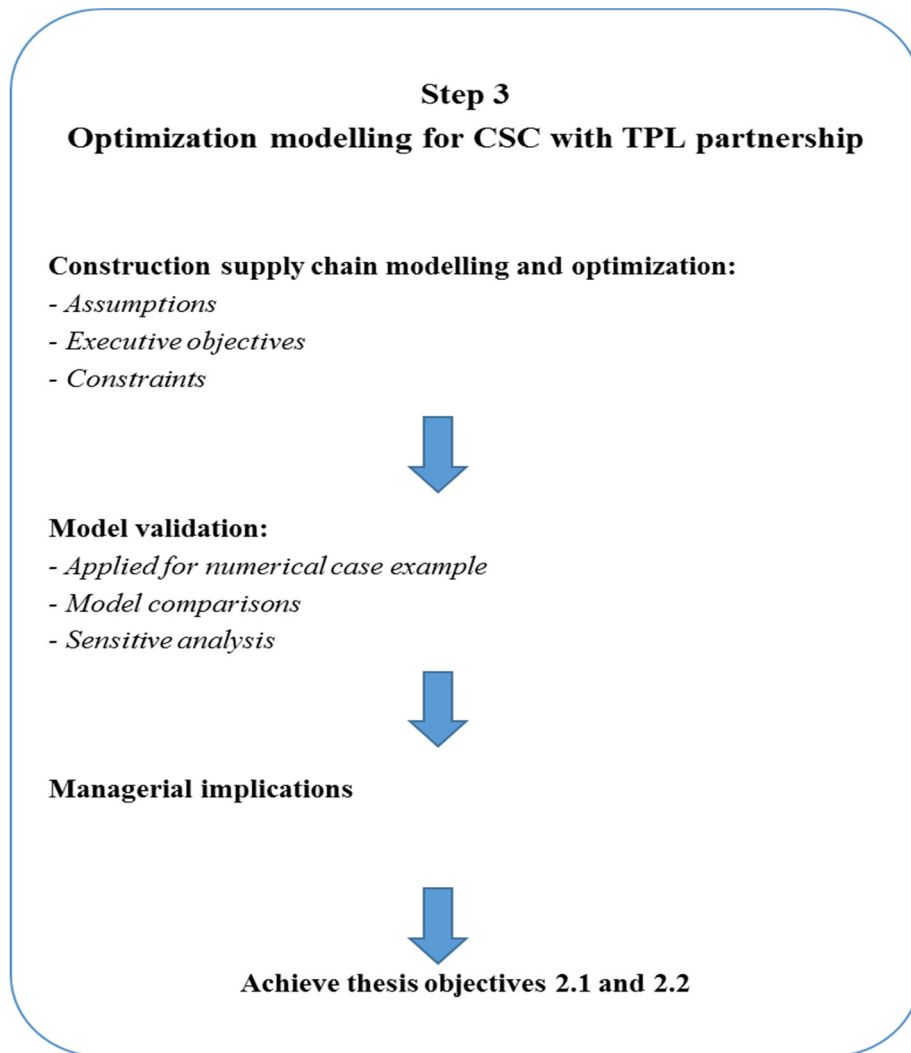 Step 3
Optimization modelling for CSC with TPL partnership
Construction supply chain modelling and optimization:
- Assumptions
- Executive objectives
- Constraints
Model validation:
- Applied for numerical case example
- Model comparisons
- Sensitive analysis
Managerial implications
Achieve thesis objectives 2.1 and 2.2